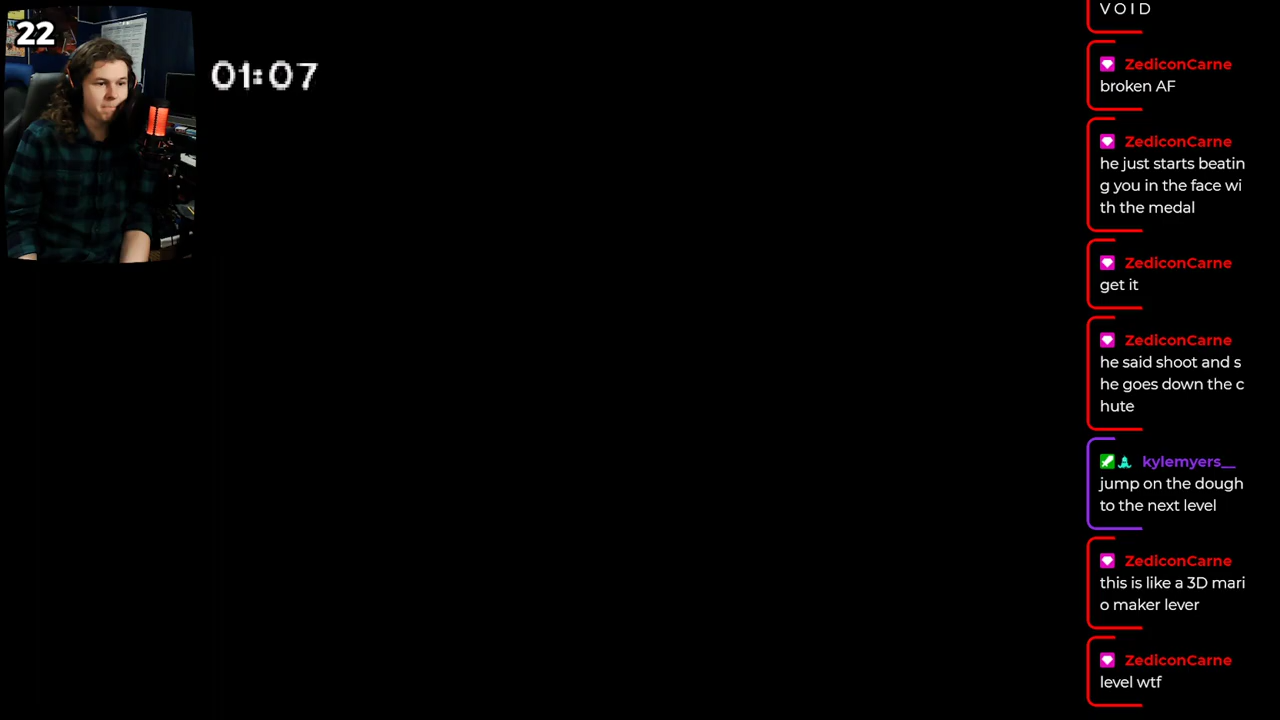 22
01:07
VOID
ZediconCarne
broken AF
ZediconCarne
he just starts beatin
g you in the face wi
th the medal
ZediconCarne
get it
ZediconCarne
he said shoot and s
he goes down the c
hute
kylemyers__
jump on the dough
to the next level
ZediconCarne
this is like a 3D mari
o maker lever
ZediconCarne
level wtf